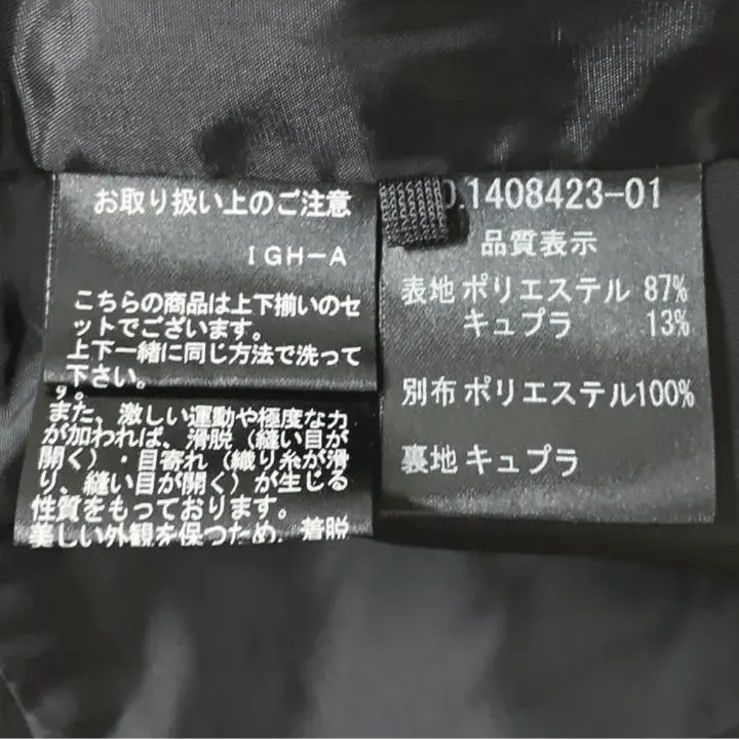 お取り扱い上のご注意
IGH-A
こちらの商品は上下揃いのセ
ットでございます。
上下一緒に同じ方法で洗って
下さい。
す。
また、激しい運動や極度な力
が加われば、滑脱（縫い目が
開く）・目寄れ（織り糸が滑
り、縫い目が開く）が生じる
性質をもっております。
美しい外観を保つため、着脱
.1408423-01
品質表示
表地 ポリエステル 87%
キュプラ 13%
別布 ポリエステル100%
裏地 キュプラ